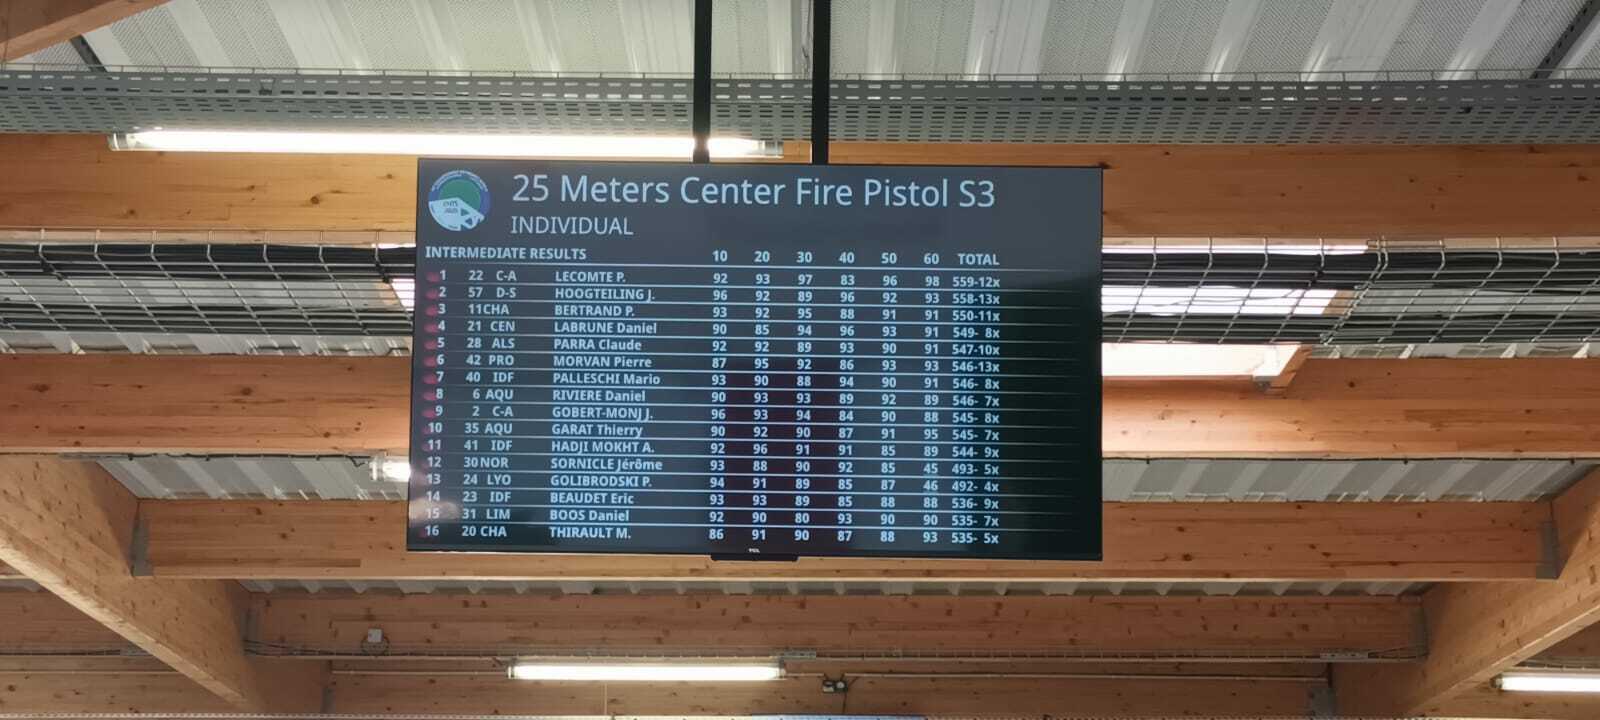 25 Meters Center Fire Pistol S3
INDIVIDUAL
INTERMEDIATE RESULTS 10 20 30 40 50 60 TOTAL
1 22 C-A LECOMTE P. 92 93 97 83 96 98 559-12x
2 57 D-S HOOGTEILING J. 96 92 89 96 92 93 558-13x
3 11 CHA BERTRAND P. 93 92 95 88 91 91 550-11x
4 21 CEN LABRUNE Daniel 90 85 94 96 93 91 549- 8x
5 28 ALS PARRA Claude 92 92 89 93 90 91 547-10x
6 42 PRO MORVAN Pierre 87 95 92 86 93 93 546-13x
7 40 IDF PALLESCHI Mario 93 90 88 94 90 91 546- 8x
8 6 AQU RIVIERE Daniel 90 93 93 89 92 89 546- 7x
9 2 C-A GOBERT-MONJ J. 96 93 94 84 90 88 545- 8x
10 35 AQU GARAT Thierry 90 92 90 87 91 95 545- 7x
11 41 IDF HADJI MOKHT A. 92 96 91 91 85 89 544- 9x
12 30 NOR SORNICLE Jérôme 93 88 90 92 85 45 493- 5x
13 24 LYO GOLIBRODSKI P. 94 91 89 85 87 46 492- 4x
14 23 IDF BEAUDET Eric 93 93 89 85 88 88 536- 9x
15 31 LIM BOOS Daniel 92 90 80 93 90 90 535- 7x
16 20 CHA THIRAULT M. 86 91 90 87 88 93 535- 5x
TCL